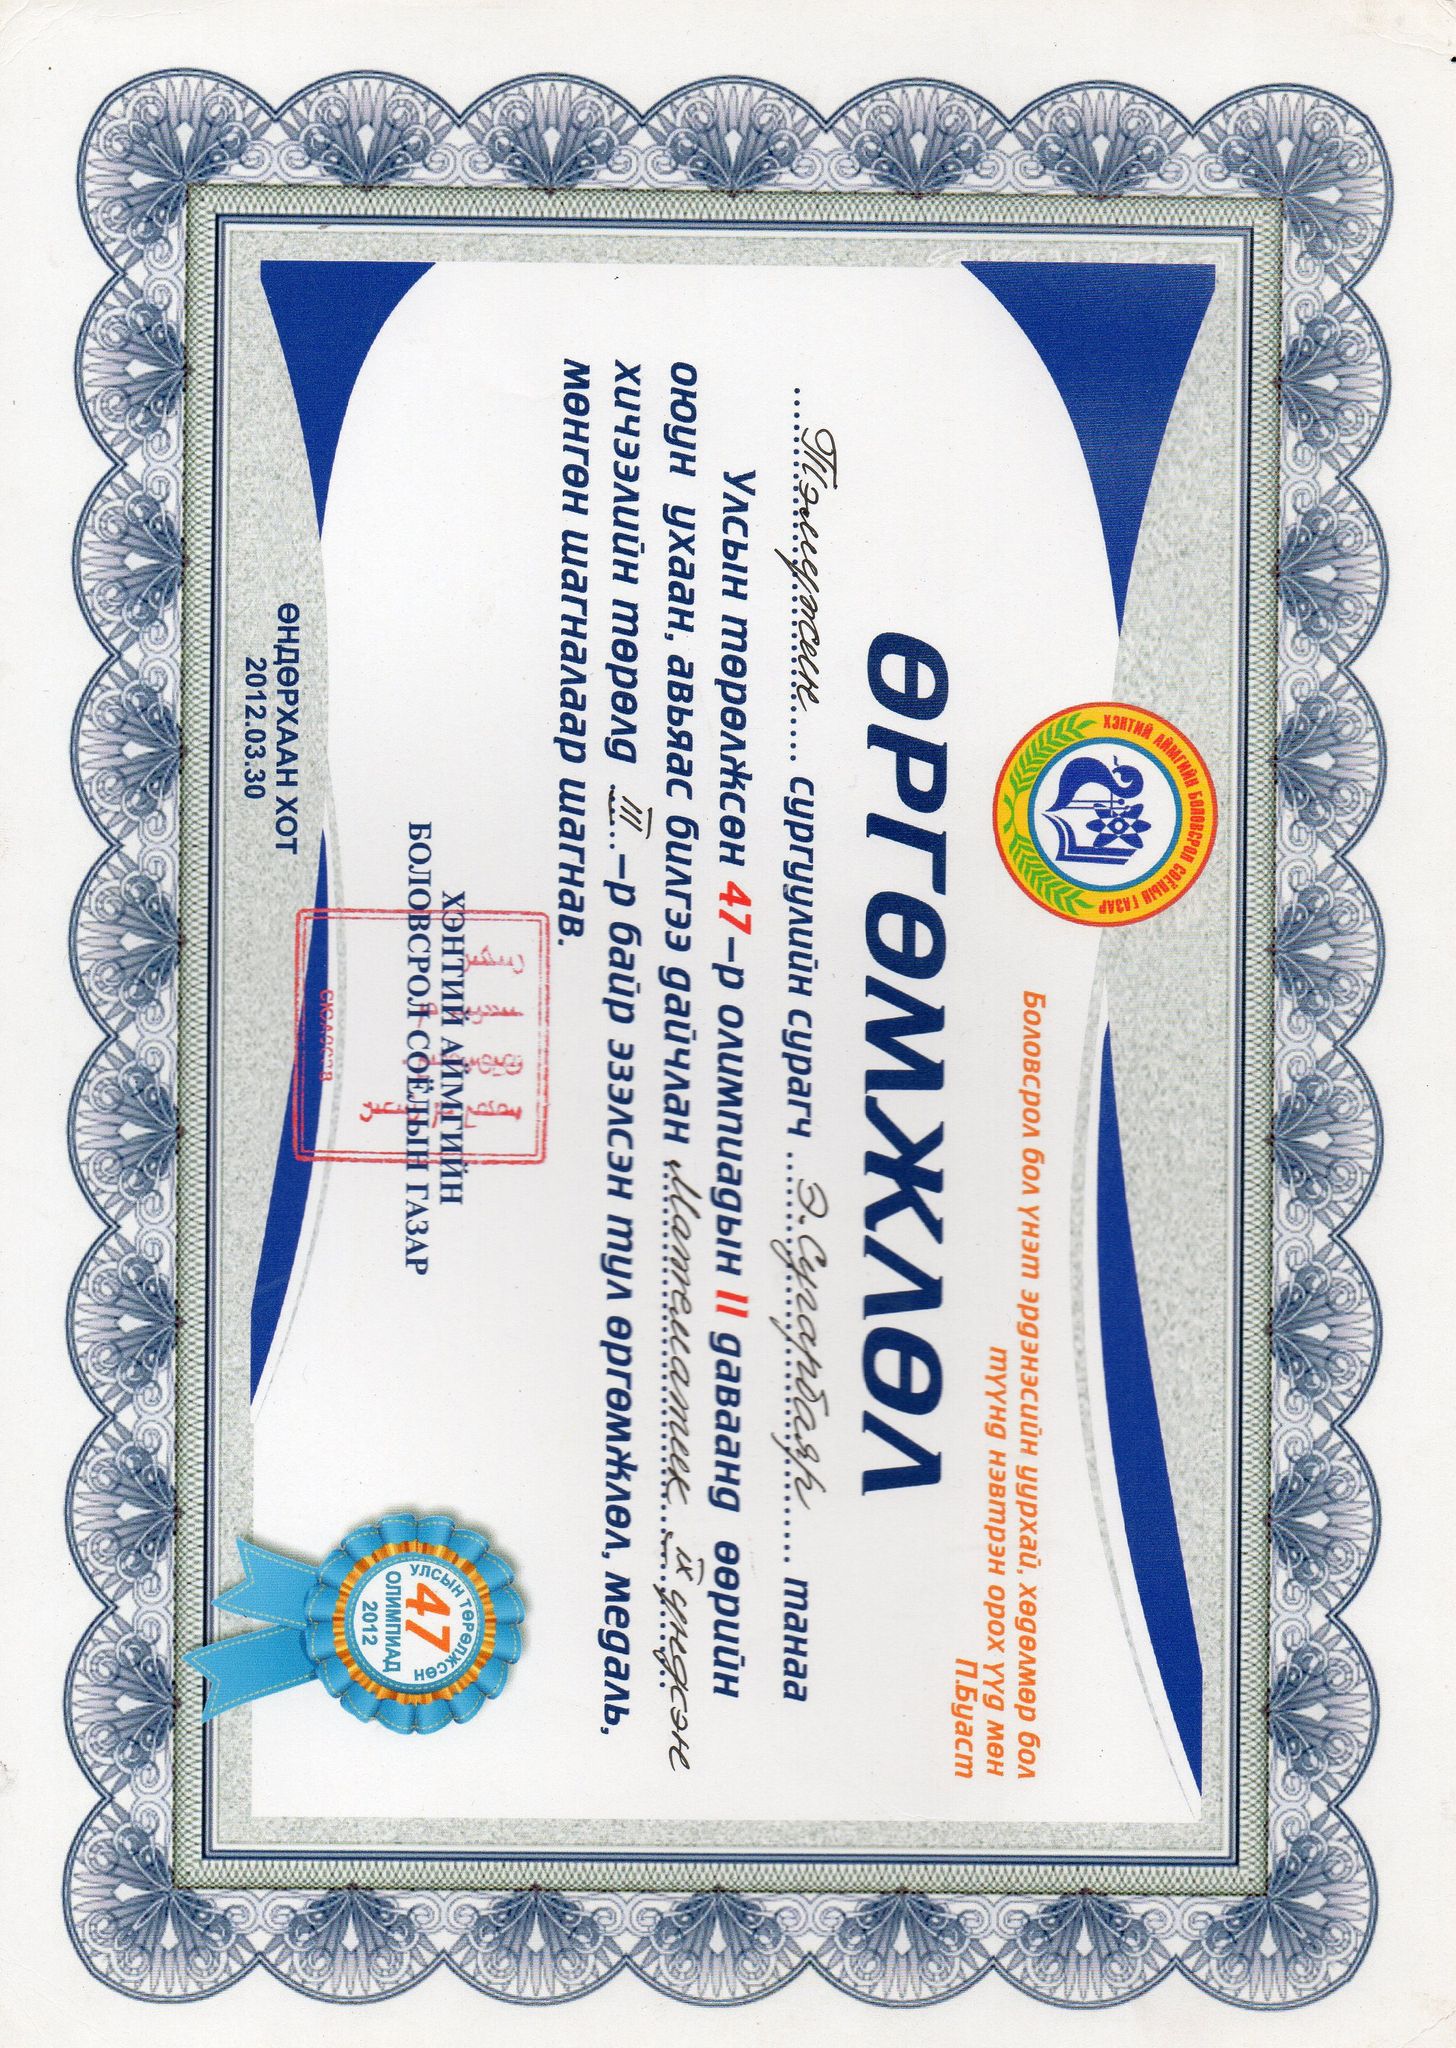 ХЭНТИЙ АЙМГИЙН БОЛОВСРОЛ СОЁЛЫН ГАЗАР
Боловсрол бол үнэт эрдэнэсийн уурхай, хөдөлмөр бол
түүнд нэвтрэн орох үүд мөн
П.Буаст
ӨРГӨМЖЛӨЛ
Тэмүжин сургуулийн сурагч Э.Сугарбаяр танаа
Улсын төрөлжсөн 47-р олимпиадын II даваанд өөрийн
оюун ухаан, авьяас билгээ дайчлан Математик IX үндсэн
хичээлийн төрөлд III-р байр эзэлсэн тул өргөмжлөл, медаль,
мөнгөн шагналаар шагнав.
ХЭНТИЙ АЙМГИЙН
БОЛОВСРОЛ СОЁЛЫН ГАЗАР
УЛСЫН ТӨРӨЛЖСӨН
47
ОЛИМПИАД
2012
ӨНДӨРХААН ХОТ
2012.03.30